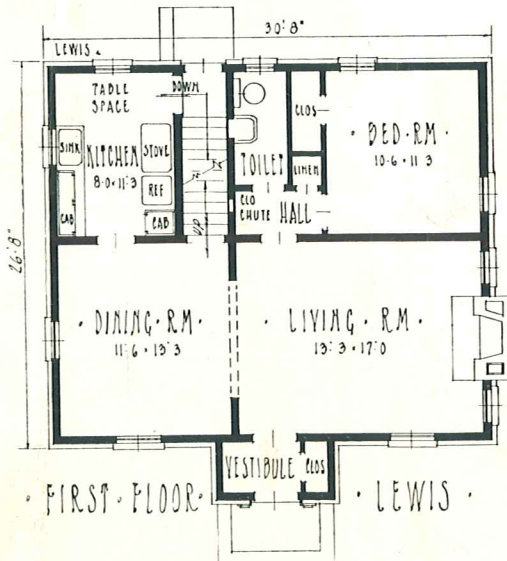 30'8"
LEWIS.
26'8"
TABLE
SPACE
DOWN
SINK
KITCHEN
8·0 × 11·3
STOVE
REF
CAB
CAB
UP
TOILET
CLOS
LINEN
CLO
CHUTE
HALL
· BED·RM ·
10·6 × 11·3
· DINING·RM ·
11'·6 × 13'·3
· LIVING · RM ·
13'·3 × 17'·0
VESTIBULE
CLOS
· FIRST · FLOOR ·
· LEWIS ·